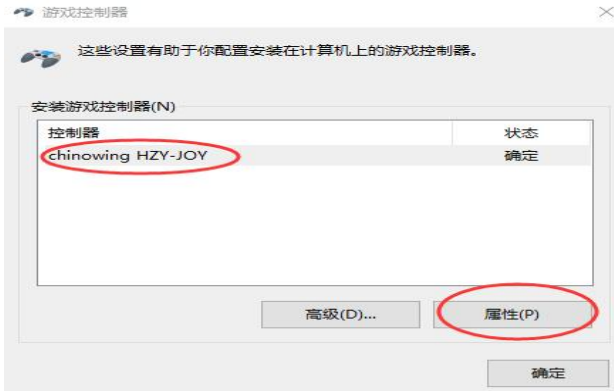 游戏控制器
这些设置有助于你配置安装在计算机上的游戏控制器。
安装游戏控制器(N)
控制器 状态
chinowing HZY-JOY 确定
高级(D)... 属性(P)
确定